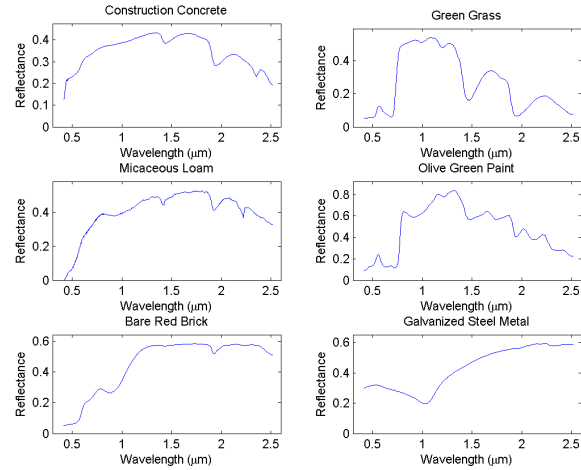 Construction Concrete
Reflectance
0.4
0.3
0.2
0.1
0
0.5 1 1.5 2 2.5
Wavelength (μm)
Green Grass
Reflectance
0.4
0.2
0
0.5 1 1.5 2 2.5
Wavelength (μm)
Micaceous Loam
Reflectance
0.4
0.2
0
0.5 1 1.5 2 2.5
Wavelength (μm)
Olive Green Paint
Reflectance
0.8
0.6
0.4
0.2
0
0.5 1 1.5 2 2.5
Wavelength (μm)
Bare Red Brick
Reflectance
0.6
0.4
0.2
0
0.5 1 1.5 2 2.5
Wavelength (μm)
Galvanized Steel Metal
Reflectance
0.6
0.4
0.2
0
0.5 1 1.5 2 2.5
Wavelength (μm)